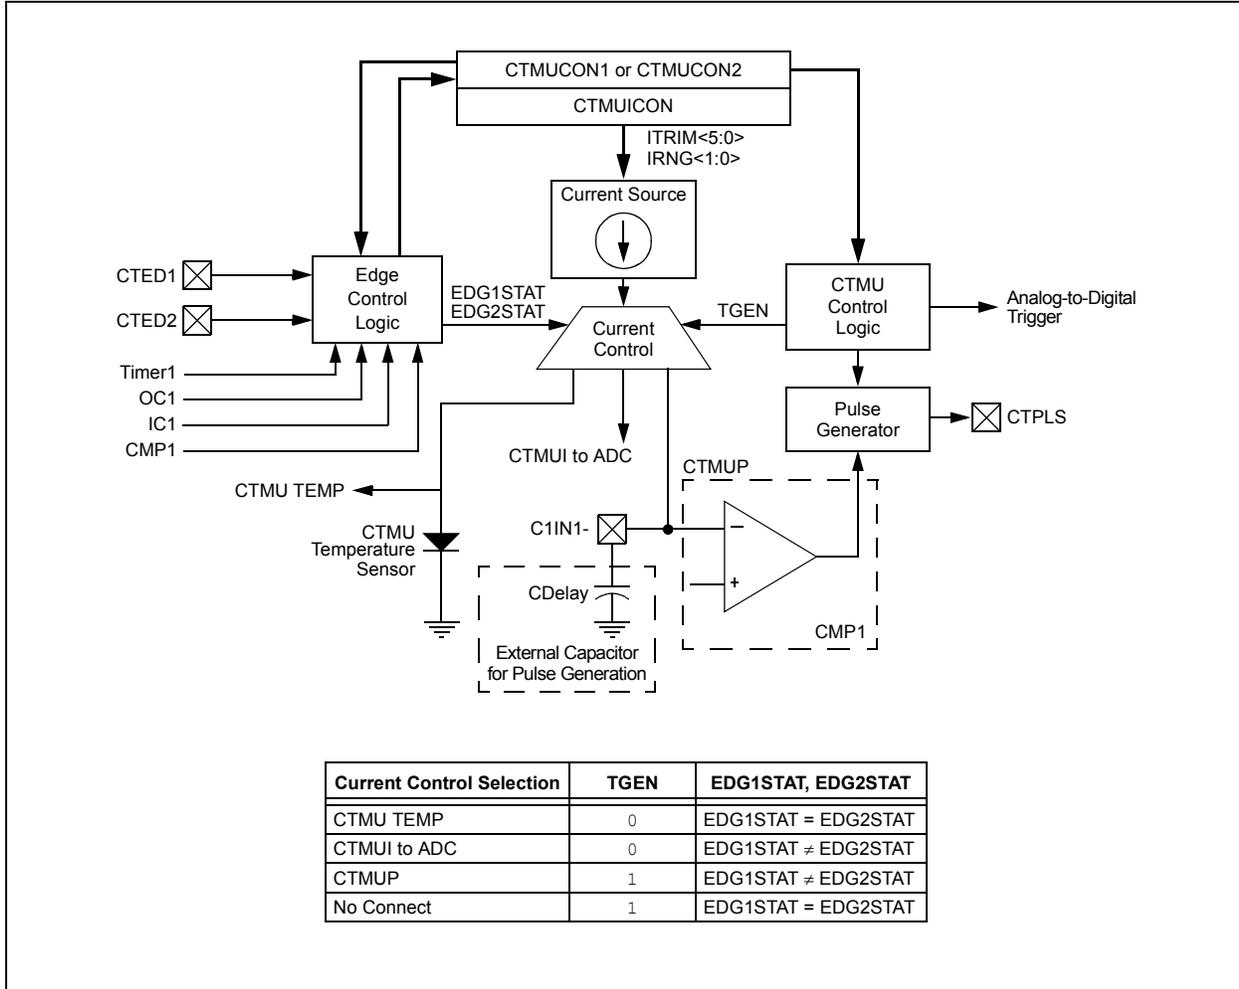 CTMUCON1 or CTMUCON2
CTMUICON
ITRIM<5:0>
IRNG<1:0>
Current Source
CTED1
CTED2
Edge
Control
Logic
EDG1STAT
EDG2STAT
Current
Control
TGEN
CTMU
Control
Logic
Analog-to-Digital
Trigger
Timer1
OC1
IC1
CMP1
Pulse
Generator
CTPLS
CTMUI to ADC
CTMUP
CTMU TEMP
C1IN1-
CTMU
Temperature
Sensor
–
+
CDelay
CMP1
External Capacitor
for Pulse Generation
Current Control Selection TGEN EDG1STAT, EDG2STAT
CTMU TEMP 0 EDG1STAT = EDG2STAT
CTMUI to ADC 0 EDG1STAT ≠ EDG2STAT
CTMUP 1 EDG1STAT ≠ EDG2STAT
No Connect 1 EDG1STAT = EDG2STAT